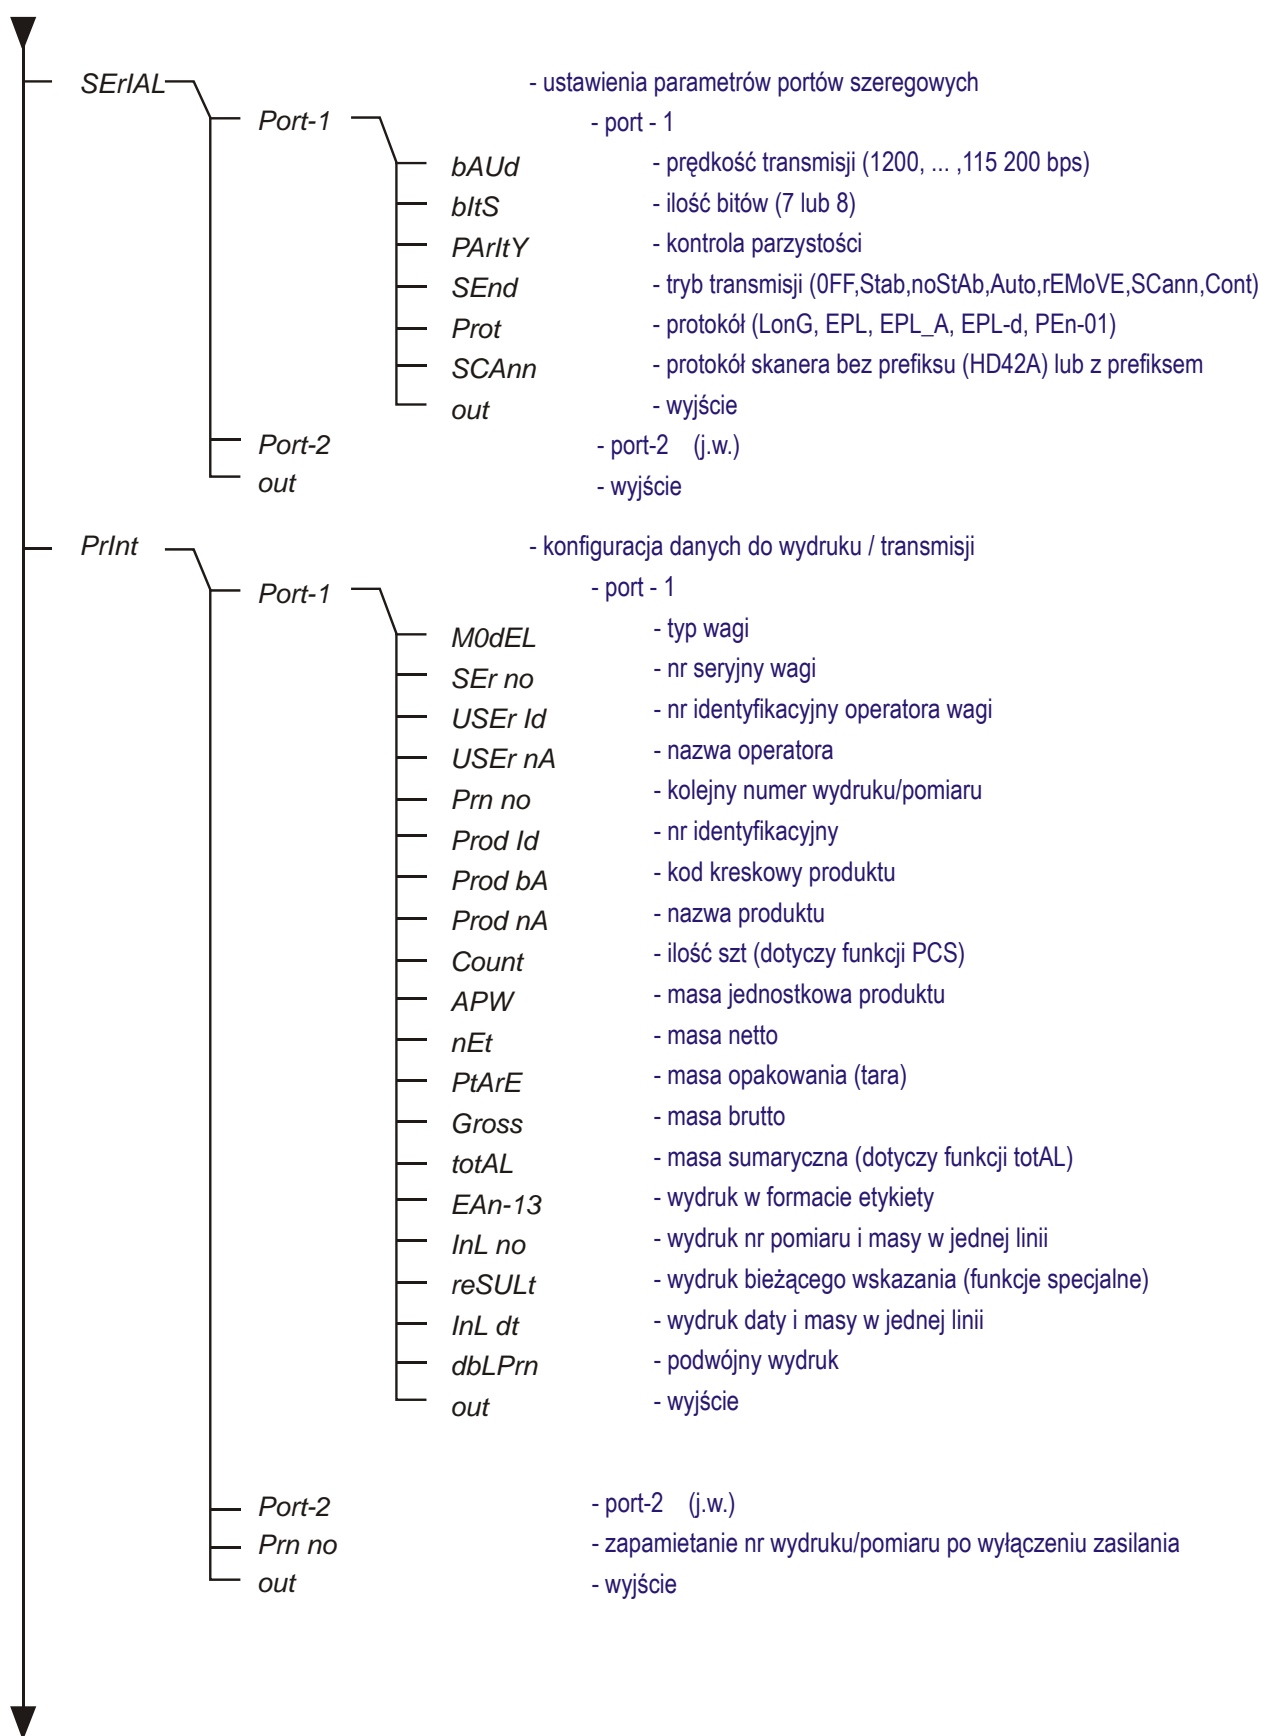 SErIAL - ustawienia parametrów portów szeregowych
Port-1 - port - 1
bAUd - prędkość transmisji (1200, ... ,115 200 bps)
bItS - ilość bitów (7 lub 8)
PArItY - kontrola parzystości
SEnd - tryb transmisji (0FF,Stab,noStAb,Auto,rEMoVE,SCann,Cont)
Prot - protokół (LonG, EPL, EPL_A, EPL-d, PEn-01)
SCAnn - protokół skanera bez prefiksu (HD42A) lub z prefiksem
out - wyjście
Port-2 - port-2 (j.w.)
out - wyjście
PrInt - konfiguracja danych do wydruku / transmisji
Port-1 - port - 1
M0dEL - typ wagi
SEr no - nr seryjny wagi
USEr Id - nr identyfikacyjny operatora wagi
USEr nA - nazwa operatora
Prn no - kolejny numer wydruku/pomiaru
Prod Id - nr identyfikacyjny
Prod bA - kod kreskowy produktu
Prod nA - nazwa produktu
Count - ilość szt (dotyczy funkcji PCS)
APW - masa jednostkowa produktu
nEt - masa netto
PtArE - masa opakowania (tara)
Gross - masa brutto
totAL - masa sumaryczna (dotyczy funkcji totAL)
EAn-13 - wydruk w formacie etykiety
InL no - wydruk nr pomiaru i masy w jednej linii
reSULt - wydruk bieżącego wskazania (funkcje specjalne)
InL dt - wydruk daty i masy w jednej linii
dbLPrn - podwójny wydruk
out - wyjście
Port-2 - port-2 (j.w.)
Prn no - zapamietanie nr wydruku/pomiaru po wyłączeniu zasilania
out - wyjście